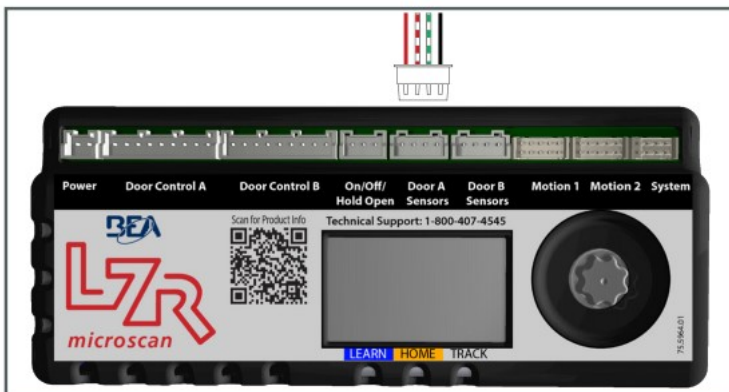 Power Door Control A Door Control B On/Off/ Door A Door B Motion 1 Motion 2 System
Hold Open Sensors Sensors
BEA
Scan for Product Info
Technical Support: 1-800-407-4545
LZR
microscan
LEARN HOME TRACK
75.5964.01